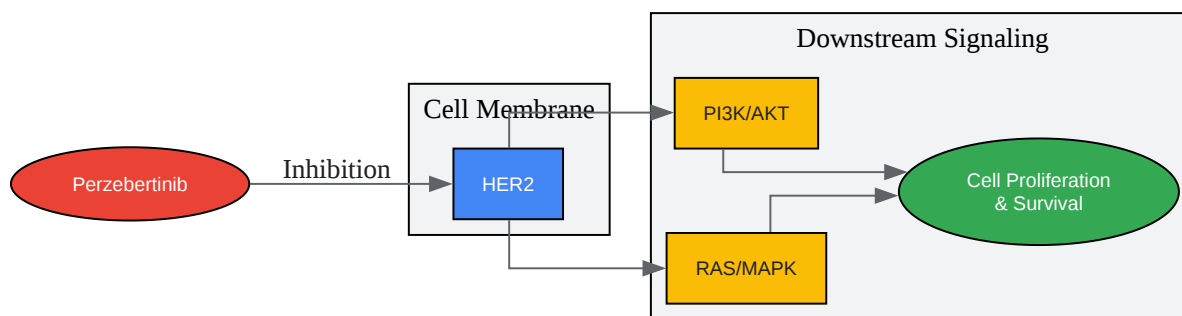 Downstream Signaling
Cell Membrane
PI3K/AKT
Inhibition
Perzebertinib
HER2
Cell Proliferation
& Survival
RAS/MAPK